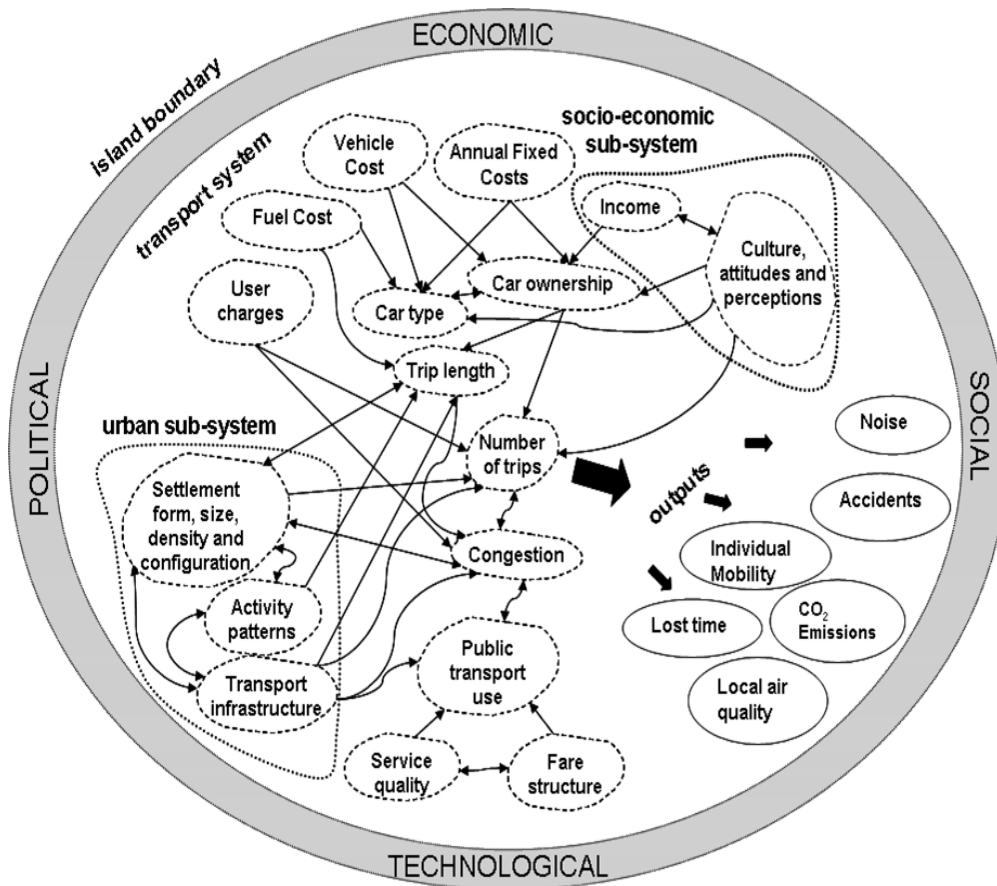 ECONOMIC
island boundary
transport system
socio-economic
sub-system
Vehicle
Cost
Annual Fixed
Costs
Income
Fuel Cost
Culture,
attitudes and
perceptions
User
charges
Car type
Car ownership
Trip length
POLITICAL
SOCIAL
urban sub-system
Number
of trips
outputs
Noise
Settlement
form, size,
density and
configuration
Accidents
Congestion
Individual
Mobility
Activity
patterns
Lost time
CO2
Emissions
Public
transport
use
Transport
infrastructure
Local air
quality
Service
quality
Fare
structure
TECHNOLOGICAL